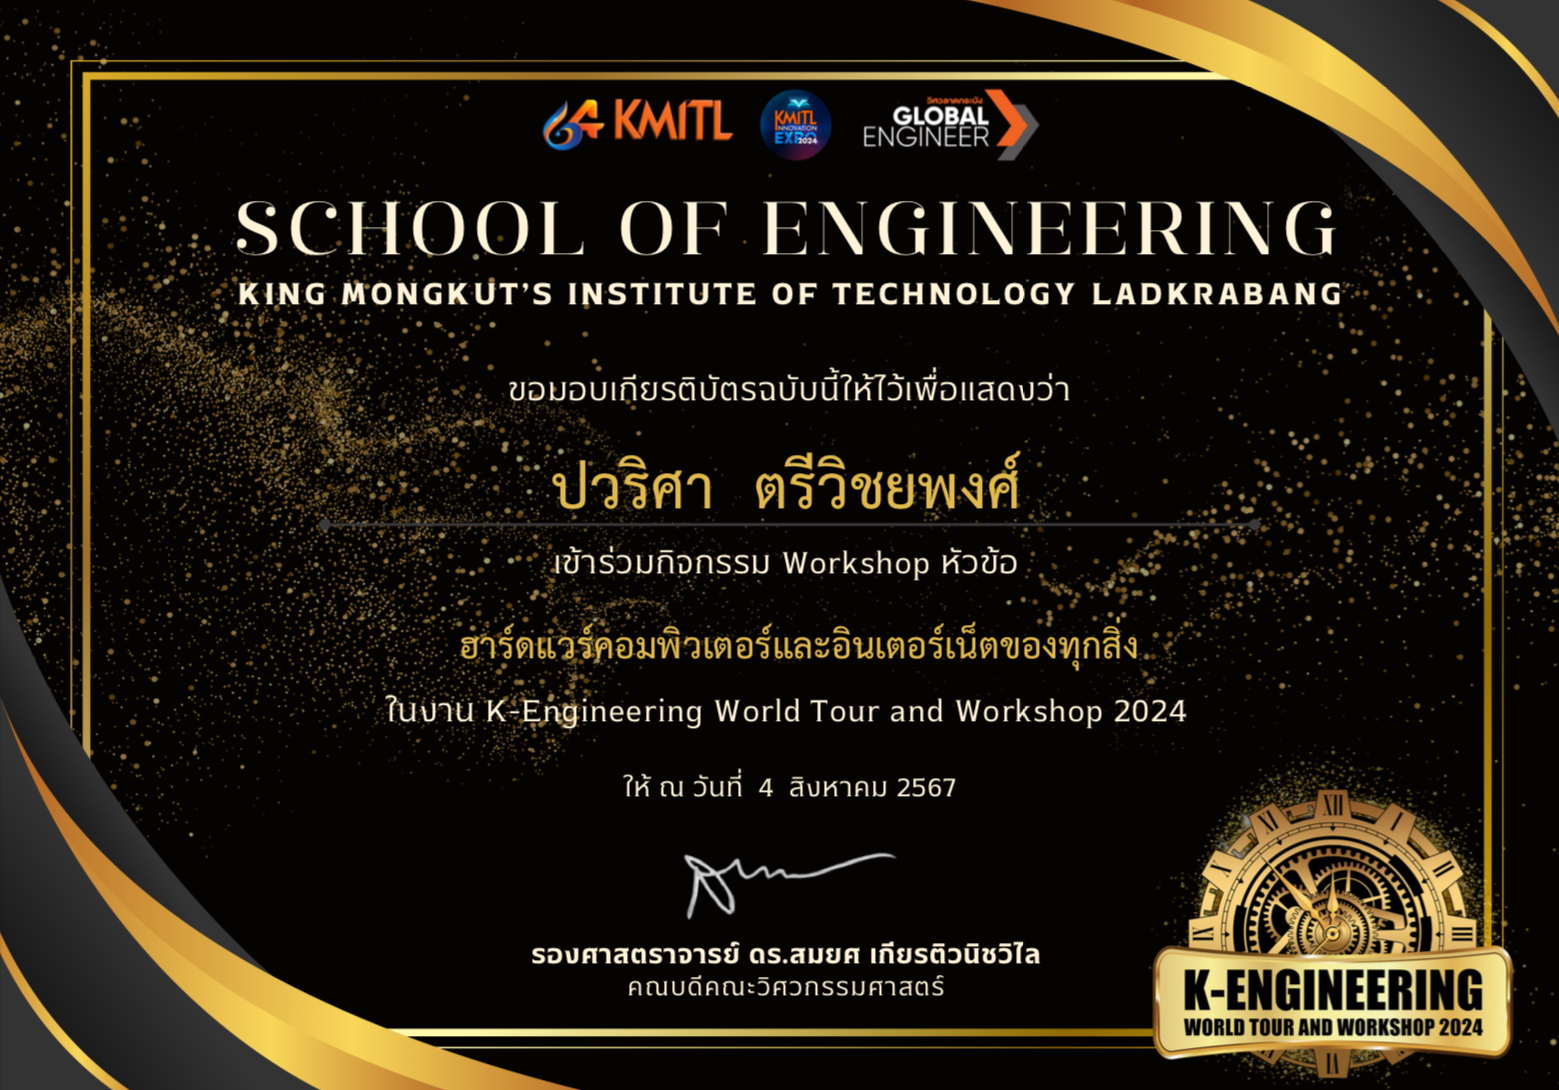 64 KMITL
KMITL INNOVATION EXPO 2024
วิศวลาดกระบัง
GLOBAL ENGINEER
SCHOOL OF ENGINEERING
KING MONGKUT’S INSTITUTE OF TECHNOLOGY LADKRABANG
ขอมอบเกียรติบัตรฉบับนี้ให้ไว้เพื่อแสดงว่า
ปวริศา ตรีวิชยพงศ์
เข้าร่วมกิจกรรม Workshop หัวข้อ
ฮาร์ดแวร์คอมพิวเตอร์และอินเตอร์เน็ตของทุกสิ่ง
ในงาน K-Engineering World Tour and Workshop 2024
ให้ ณ วันที่ 4 สิงหาคม 2567
รองศาสตราจารย์ ดร.สมยศ เกียรติวนิชวิไล
คณบดีคณะวิศวกรรมศาสตร์
XII
XI I
X II
IX III
K-ENGINEERING
WORLD TOUR AND WORKSHOP 2024